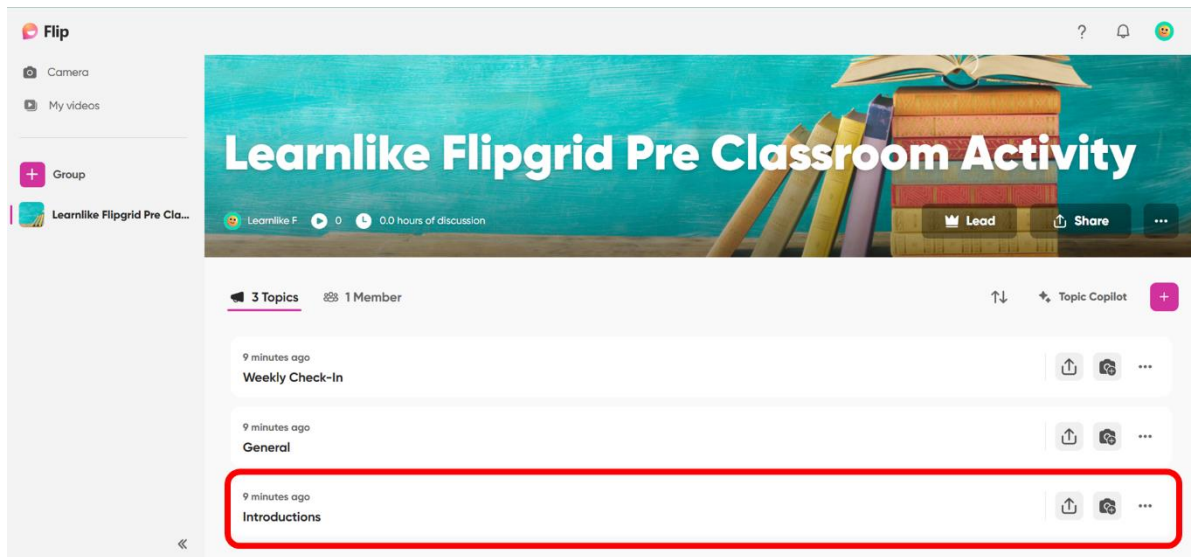 Flip
?
Camera
My videos
Group
Learnlike Flipgrid Pre Cla...
Learnlike Flipgrid Pre Classroom Activity
Learnlike F 0 0.0 hours of discussion
Lead
Share
3 Topics
1 Member
Topic Copilot
9 minutes ago
Weekly Check-In
9 minutes ago
General
9 minutes ago
Introductions